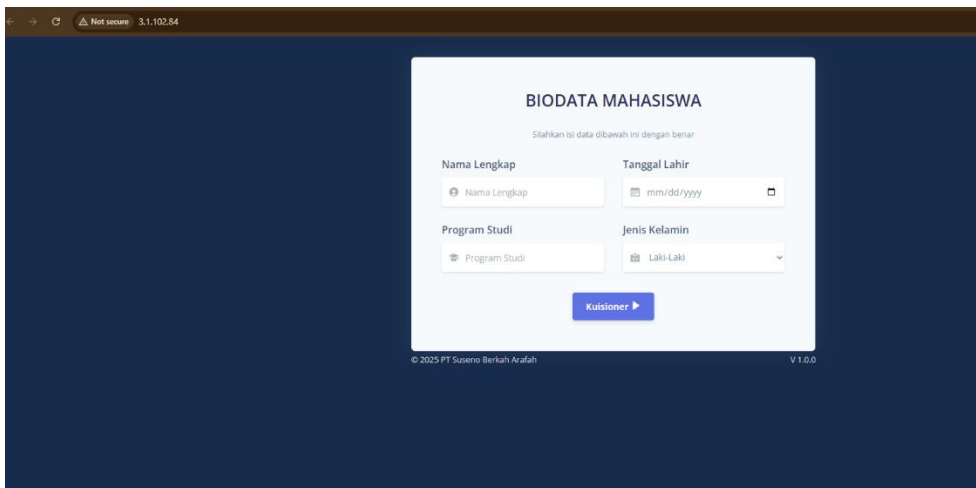 Not secure 3.1.102.84
BIODATA MAHASISWA
Silahkan isi data dibawah ini dengan benar
Nama Lengkap Tanggal Lahir
Nama Lengkap mm/dd/yyyy
Program Studi Jenis Kelamin
Program Studi Laki-Laki
Kuisioner
© 2025 PT Suseno Berkah Arafah V 1.0.0